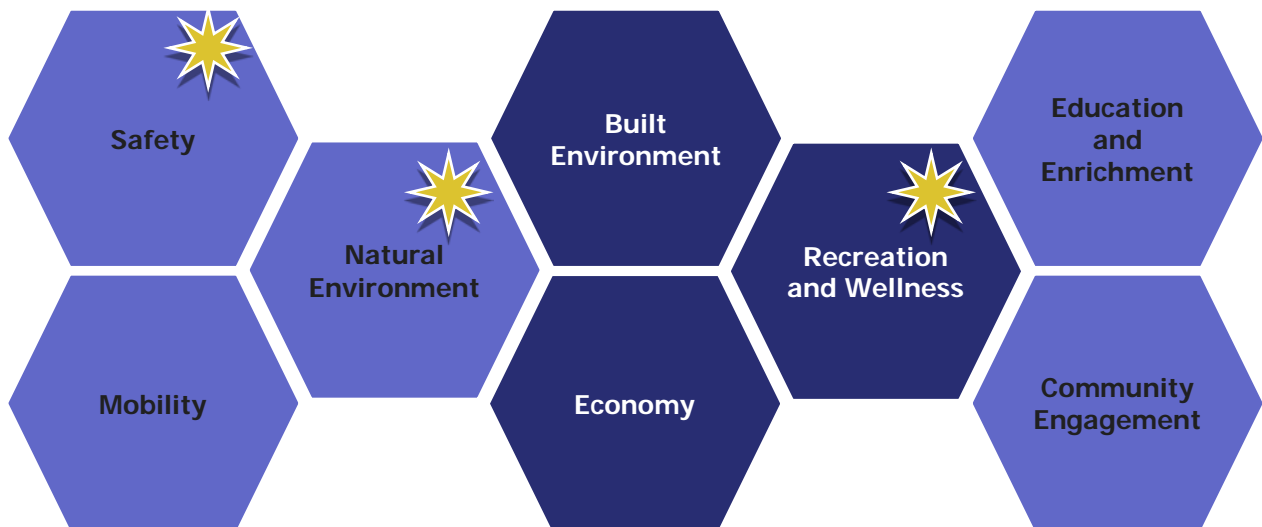 Safety
Mobility
Natural
Environment
Built
Environment
Economy
Recreation
and Wellness
Education
and
Enrichment
Community
Engagement